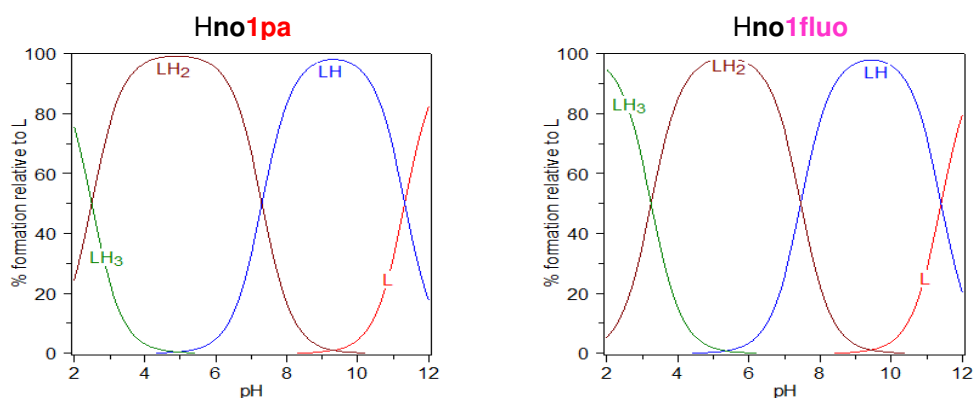 Hno1pa
100
80
60
40
20
0
% formation relative to L
LH3
LH2
LH
L
2 4 6 8 10 12
pH
Hno1fluo
100
80
60
40
20
0
% formation relative to L
LH3
LH2
LH
L
2 4 6 8 10 12
pH